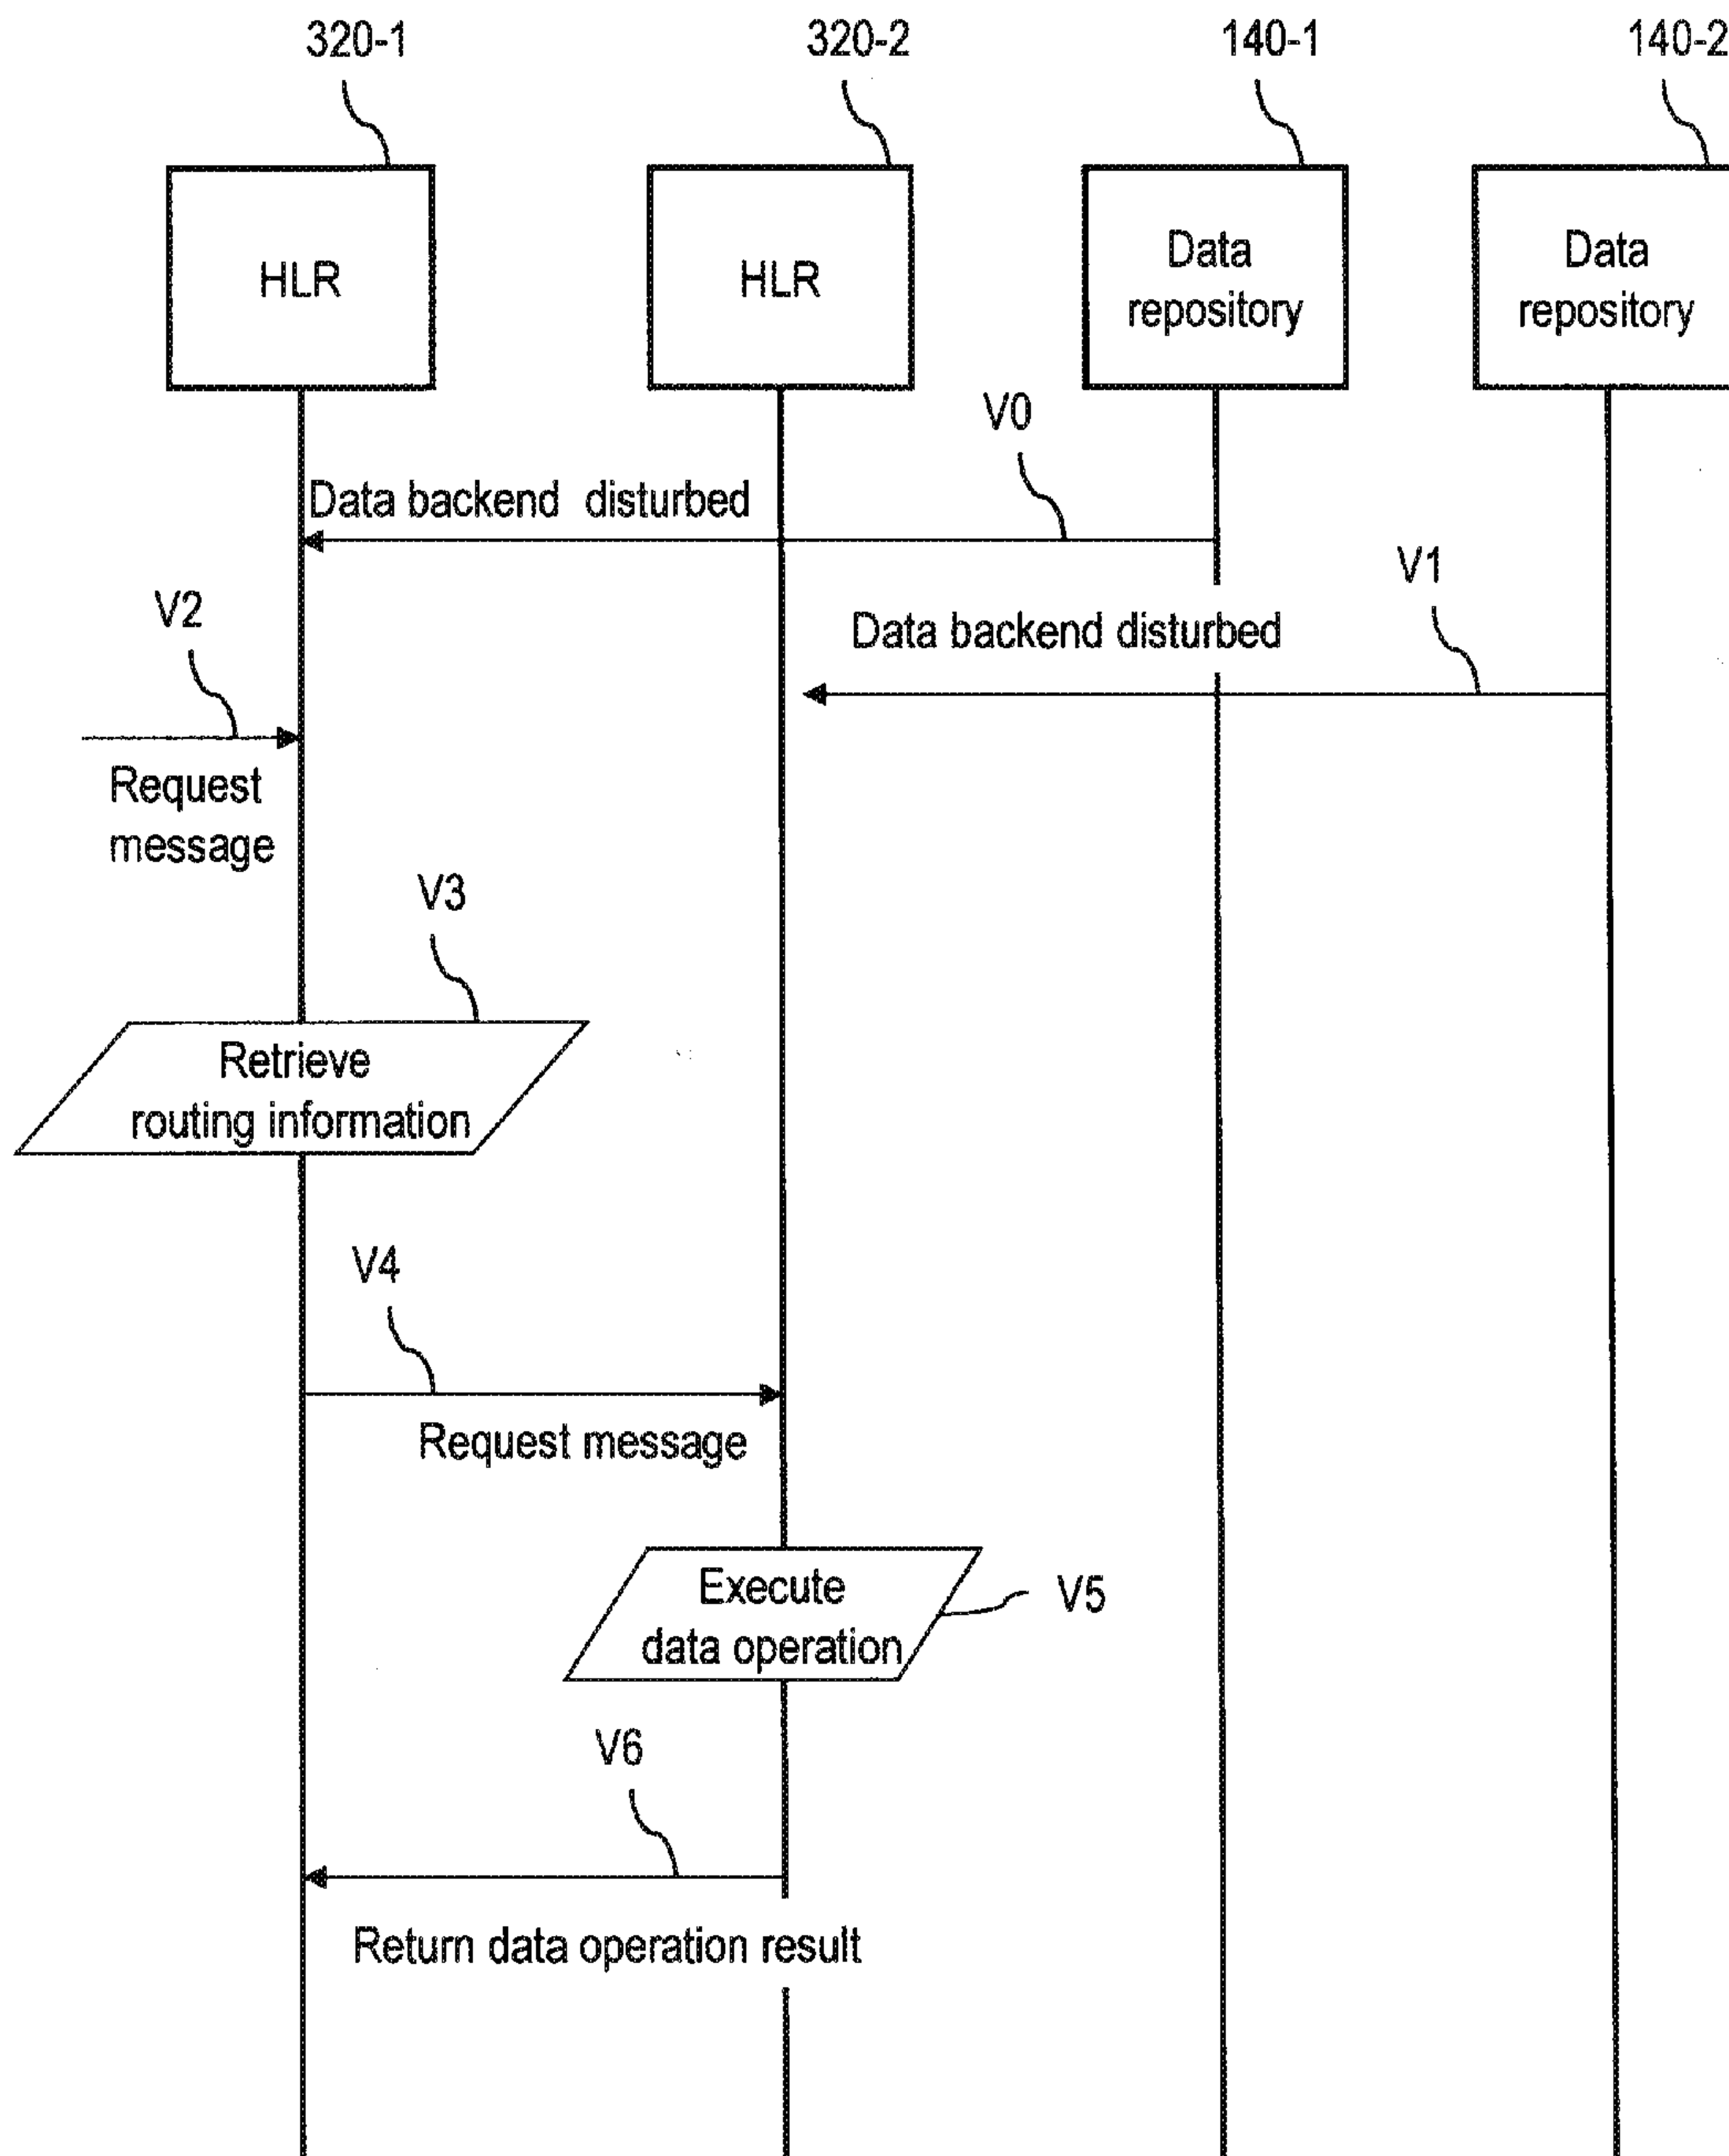 320-1
320-2
140-1
140-2
HLR
HLR
Data
repository
Data
repository
V0
Data backend disturbed
V1
Data backend disturbed
V2
Request
message
V3
Retrieve
routing information
V4
Request message
Execute
data operation
V5
V6
Return data operation result